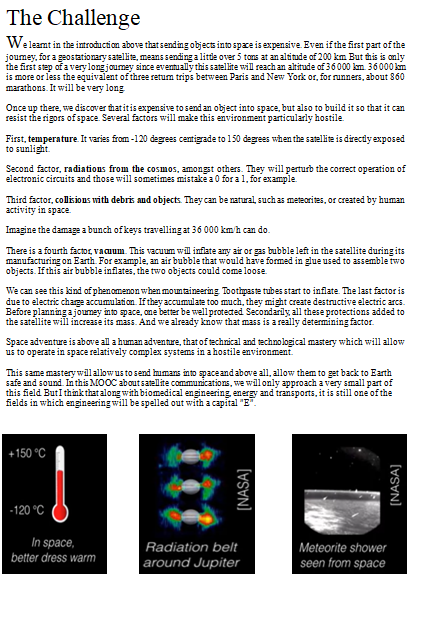 The Challenge
We learnt in the introduction above that sending objects into space is expensive. Even if the first part of the
journey, for a geostationary satellite, means sending a little over 5 tons at an altitude of 200 km. But this is only
the first step of a very long journey since eventually this satellite will reach an altitude of 36 000 km. 36 000 km
is more or less the equivalent of three return trips between Paris and New York or, for runners, about 860
marathons. It will be very long.
Once up there, we discover that it is expensive to send an object into space, but also to build it so that it can
resist the rigors of space. Several factors will make this environment particularly hostile.
First, temperature. It varies from -120 degrees centigrade to 150 degrees when the satellite is directly exposed
to sunlight.
Second factor, radiations from the cosmos, amongst others. They will perturb the correct operation of
electronic circuits and those will sometimes mistake a 0 for a 1, for example.
Third factor, collisions with debris and objects. They can be natural, such as meteorites, or created by human
activity in space.
Imagine the damage a bunch of keys travelling at 36 000 km/h can do.
There is a fourth factor, vacuum. This vacuum will inflate any air or gas bubble left in the satellite during its
manufacturing on Earth. For example, an air bubble that would have formed in glue used to assemble two
objects. If this air bubble inflates, the two objects could come loose.
We can see this kind of phenomenon when mountaineering. Toothpaste tubes start to inflate. The last factor is
due to electric charge accumulation. If they accumulate too much, they might create destructive electric arcs.
Before planning a journey into space, one better be well protected. Secondarily, all these protections added to
the satellite will increase its mass. And we already know that mass is a really determining factor.
Space adventure is above all a human adventure, that of technical and technological mastery which will allow
us to operate in space relatively complex systems in a hostile environment.
This same mastery will allow us to send humans into space and above all, allow them to get back to Earth
safe and sound. In this MOOC about satellite communications, we will only approach a very small part of
this field. But I think that along with biomedical engineering, energy and transports, it is still one of the
fields in which engineering will be spelled out with a capital "E".
+150 °C
-120 °C
In space,
better dress warm
[NASA]
Radiation belt
around Jupiter
[NASA]
Meteorite shower
seen from space